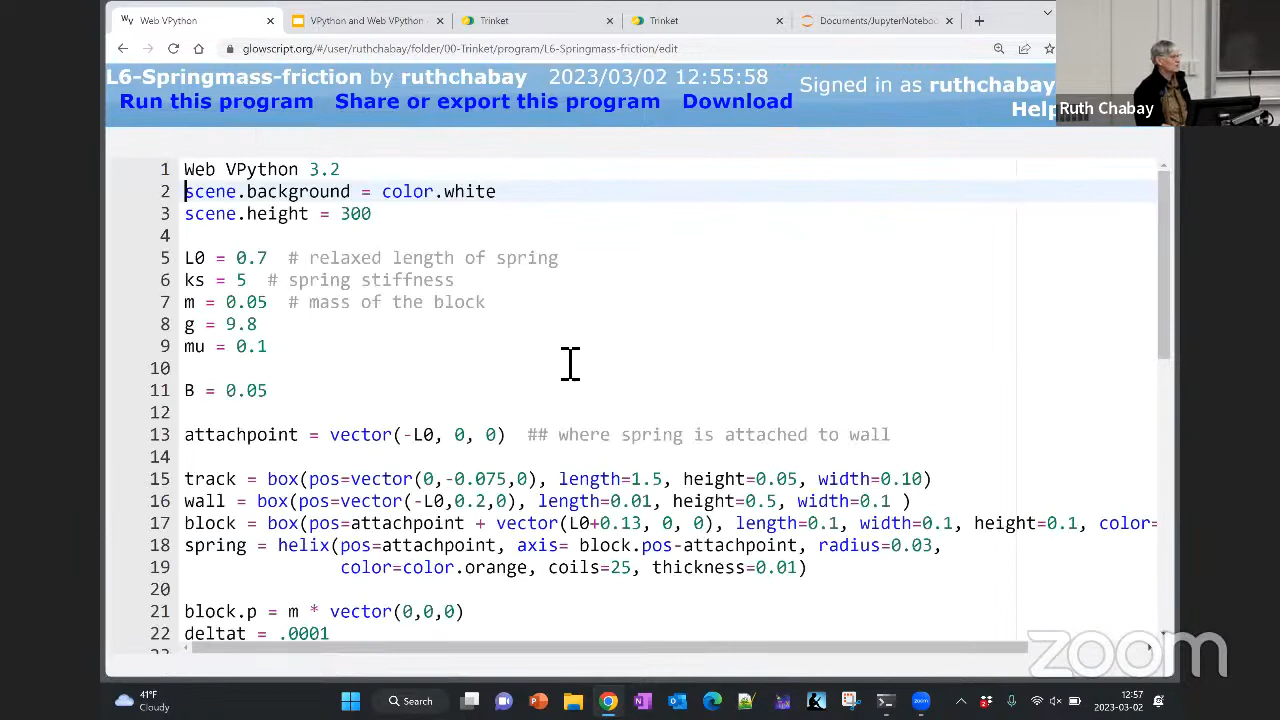 Web VPython
VPython and Web VPython
Trinket
Trinket
Documents/JupyterNotebo
glowscript.org/#/user/ruthchabay/folder/00-Trinket/program/L6-Springmass-friction/edit
L6-Springmass-friction by ruthchabay 2023/03/02 12:55:58
Signed in as ruthchabay
Run this program Share or export this program Download
Help
Ruth Chabay
1 Web VPython 3.2
2 scene.background = color.white
3 scene.height = 300
4
5 L0 = 0.7 # relaxed length of spring
6 ks = 5 # spring stiffness
7 m = 0.05 # mass of the block
8 g = 9.8
9 mu = 0.1
10
11 B = 0.05
12
13 attachpoint = vector(-L0, 0, 0) ## where spring is attached to wall
14
15 track = box(pos=vector(0,-0.075,0), length=1.5, height=0.05, width=0.10)
16 wall = box(pos=vector(-L0,0.2,0), length=0.01, height=0.5, width=0.1 )
17 block = box(pos=attachpoint + vector(L0+0.13, 0, 0), length=0.1, width=0.1, height=0.1, color=
18 spring = helix(pos=attachpoint, axis= block.pos-attachpoint, radius=0.03,
19 color=color.orange, coils=25, thickness=0.01)
20
21 block.p = m * vector(0,0,0)
22 deltat = .0001
zoom
41°F
Cloudy
Search
12:57
2023-03-02